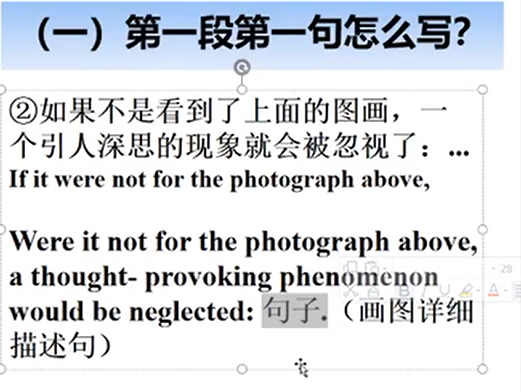 （一）第一段第一句怎么写？
②如果不是看到了上面的图画，一
个引人深思的现象就会被忽视了：...
If it were not for the photograph above,
Were it not for the photograph above,
a thought- provoking phenomenon
would be neglected: 句子.（画图详细
描述句）
28